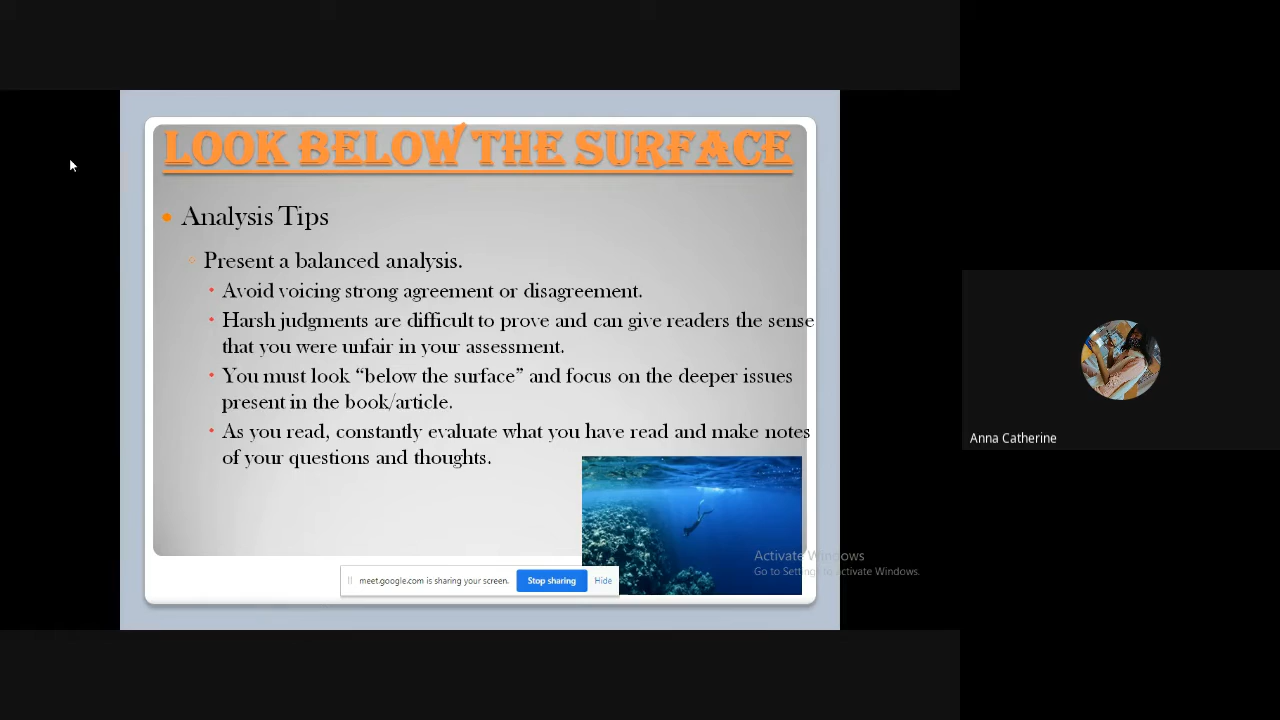 LOOK BELOW THE SURFACE
Analysis Tips
Present a balanced analysis.
Avoid voicing strong agreement or disagreement.
Harsh judgments are difficult to prove and can give readers the sense
that you were unfair in your assessment.
You must look “below the surface” and focus on the deeper issues
present in the book/article.
As you read, constantly evaluate what you have read and make notes
of your questions and thoughts.
Anna Catherine
Activate Windows
Go to Settings to activate Windows.
meet.google.com is sharing your screen.
Stop sharing
Hide